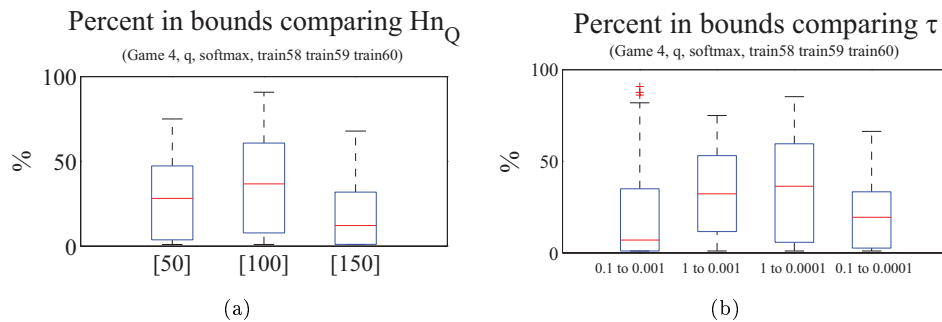 Percent in bounds comparing Hn_Q
(Game 4, q, softmax, train58 train59 train60)
100
50
0
%
[50] [100] [150]
(a)
Percent in bounds comparing τ
(Game 4, q, softmax, train58 train59 train60)
100
50
0
%
0.1 to 0.001 1 to 0.001 1 to 0.0001 0.1 to 0.0001
(b)